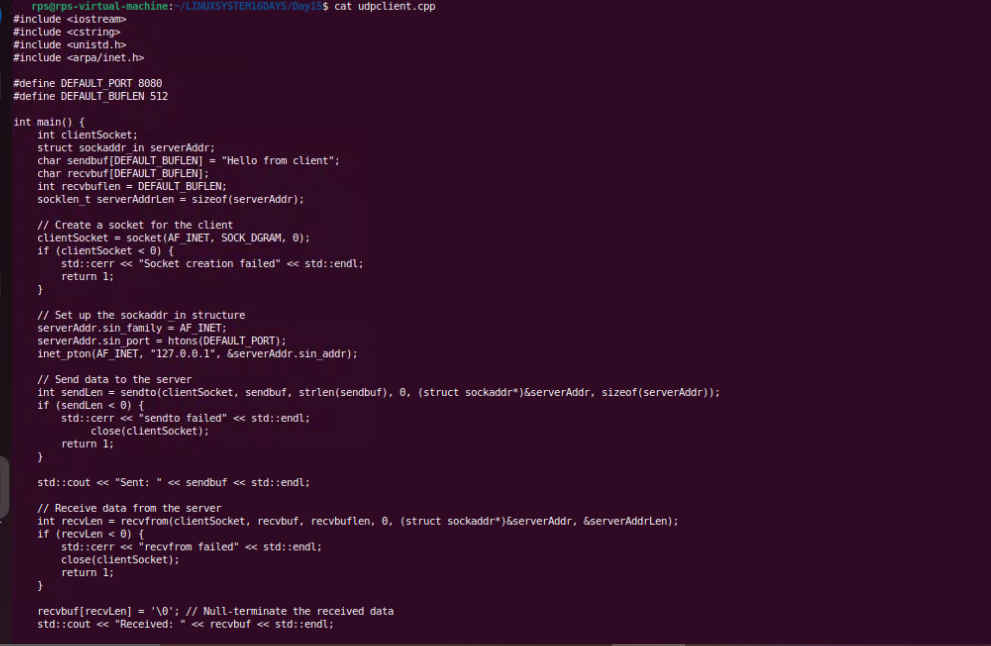 rps@rps-virtual-machine:~/LINUXSYSTEM16DAYS/Day15$ cat udpclient.cpp
#include <iostream>
#include <cstring>
#include <unistd.h>
#include <arpa/inet.h>

#define DEFAULT_PORT 8080
#define DEFAULT_BUFLEN 512

int main() {
    int clientSocket;
    struct sockaddr_in serverAddr;
    char sendbuf[DEFAULT_BUFLEN] = "Hello from client";
    char recvbuf[DEFAULT_BUFLEN];
    int recvbuflen = DEFAULT_BUFLEN;
    socklen_t serverAddrLen = sizeof(serverAddr);

    // Create a socket for the client
    clientSocket = socket(AF_INET, SOCK_DGRAM, 0);
    if (clientSocket < 0) {
        std::cerr << "Socket creation failed" << std::endl;
        return 1;
    }

    // Set up the sockaddr_in structure
    serverAddr.sin_family = AF_INET;
    serverAddr.sin_port = htons(DEFAULT_PORT);
    inet_pton(AF_INET, "127.0.0.1", &serverAddr.sin_addr);

    // Send data to the server
    int sendLen = sendto(clientSocket, sendbuf, strlen(sendbuf), 0, (struct sockaddr*)&serverAddr, sizeof(serverAddr));
    if (sendLen < 0) {
        std::cerr << "sendto failed" << std::endl;
             close(clientSocket);
        return 1;
    }

    std::cout << "Sent: " << sendbuf << std::endl;

    // Receive data from the server
    int recvLen = recvfrom(clientSocket, recvbuf, recvbuflen, 0, (struct sockaddr*)&serverAddr, &serverAddrLen);
    if (recvLen < 0) {
        std::cerr << "recvfrom failed" << std::endl;
        close(clientSocket);
        return 1;
    }

    recvbuf[recvLen] = '\0'; // Null-terminate the received data
    std::cout << "Received: " << recvbuf << std::endl;